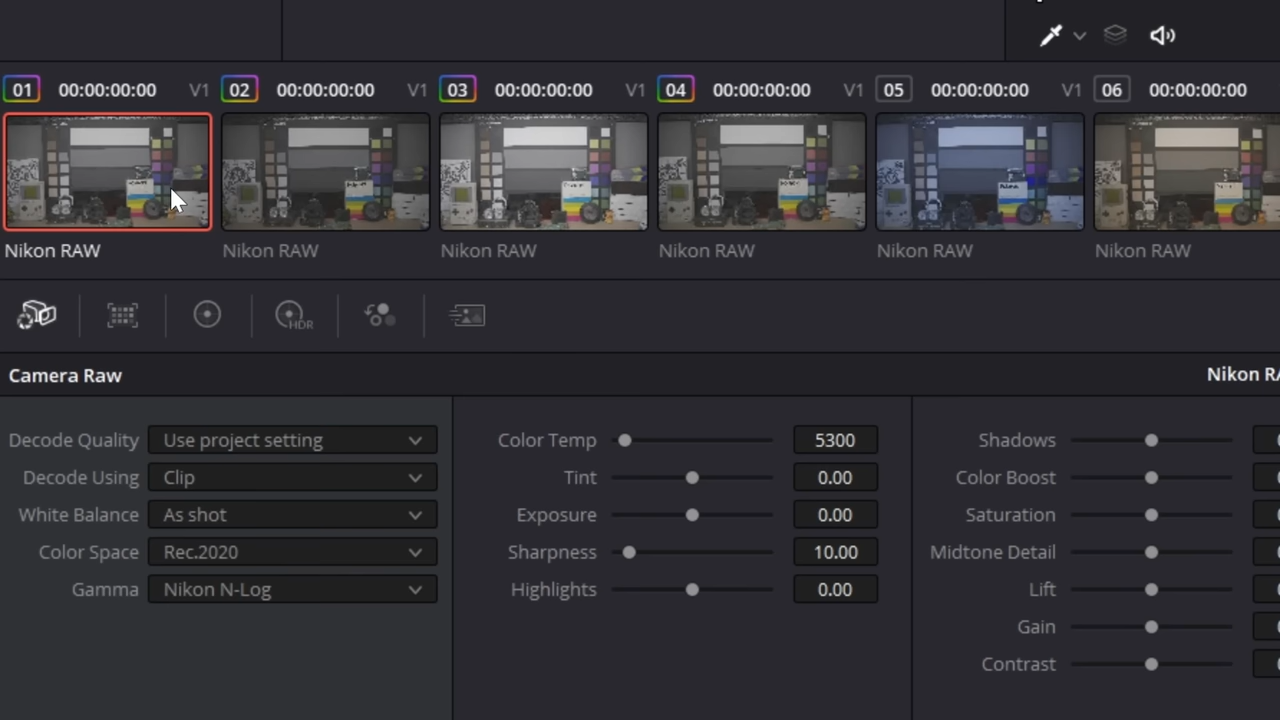 01 00:00:00:00 V1 02 00:00:00:00 V1 03 00:00:00:00 V1 04 00:00:00:00 V1 05 00:00:00:00 V1 06 00:00:00:00
Nikon RAW Nikon RAW Nikon RAW Nikon RAW Nikon RAW Nikon RAW
HDR
Camera Raw Nikon RA
Decode Quality Use project setting
Decode Using Clip
White Balance As shot
Color Space Rec.2020
Gamma Nikon N-Log
Color Temp 5300
Tint 0.00
Exposure 0.00
Sharpness 10.00
Highlights 0.00
Shadows
Color Boost
Saturation
Midtone Detail
Lift
Gain
Contrast